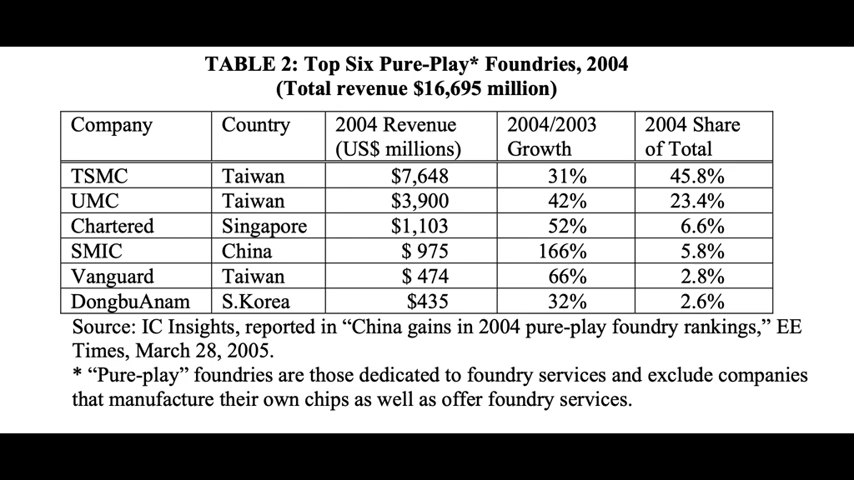 TABLE 2: Top Six Pure-Play* Foundries, 2004
(Total revenue $16,695 million)
Company Country 2004 Revenue (US$ millions) 2004/2003 Growth 2004 Share of Total
TSMC Taiwan $7,648 31% 45.8%
UMC Taiwan $3,900 42% 23.4%
Chartered Singapore $1,103 52% 6.6%
SMIC China $ 975 166% 5.8%
Vanguard Taiwan $ 474 66% 2.8%
DongbuAnam S.Korea $435 32% 2.6%
Source: IC Insights, reported in “China gains in 2004 pure-play foundry rankings,” EE
Times, March 28, 2005.
* “Pure-play” foundries are those dedicated to foundry services and exclude companies
that manufacture their own chips as well as offer foundry services.